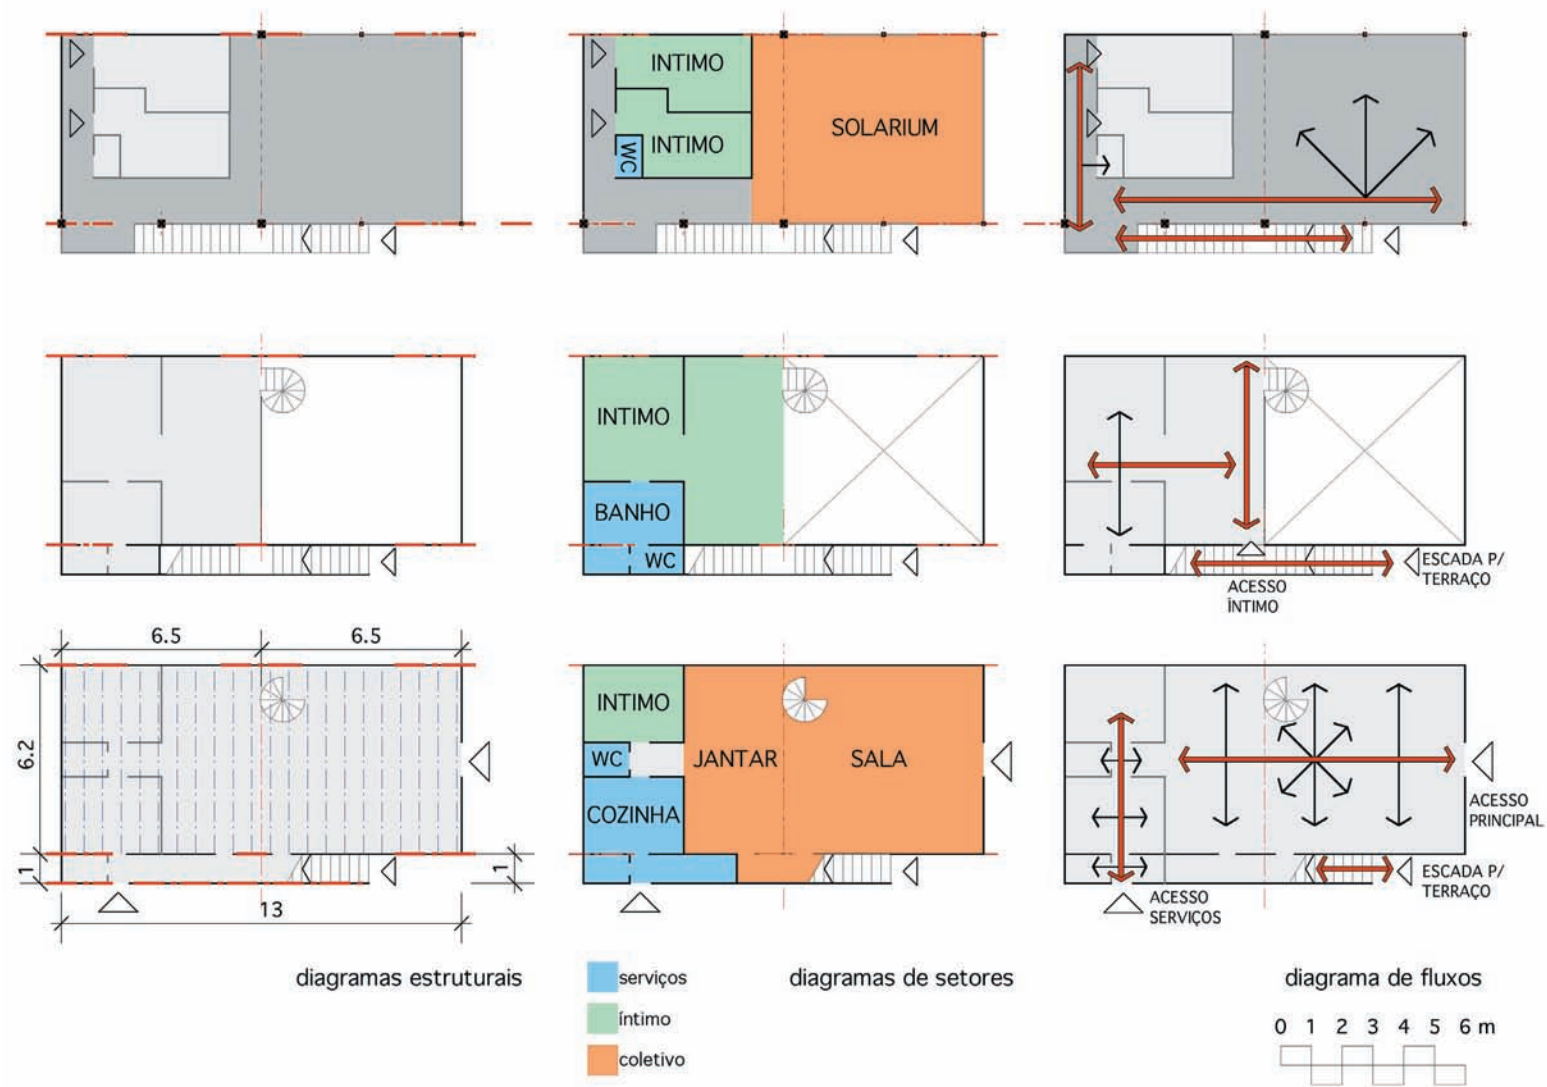 INTIMO
INTIMO
WC
SOLARIUM
INTIMO
BANHO
WC
ESCADA P/
TERRAÇO
ACESSO
ÍNTIMO
6.5
6.5
6.2
1
1
13
INTIMO
WC
JANTAR
SALA
COZINHA
ACESSO
PRINCIPAL
ESCADA P/
TERRAÇO
ACESSO
SERVIÇOS
diagramas estruturais
serviços
íntimo
coletivo
diagramas de setores
diagrama de fluxos
0 1 2 3 4 5 6 m